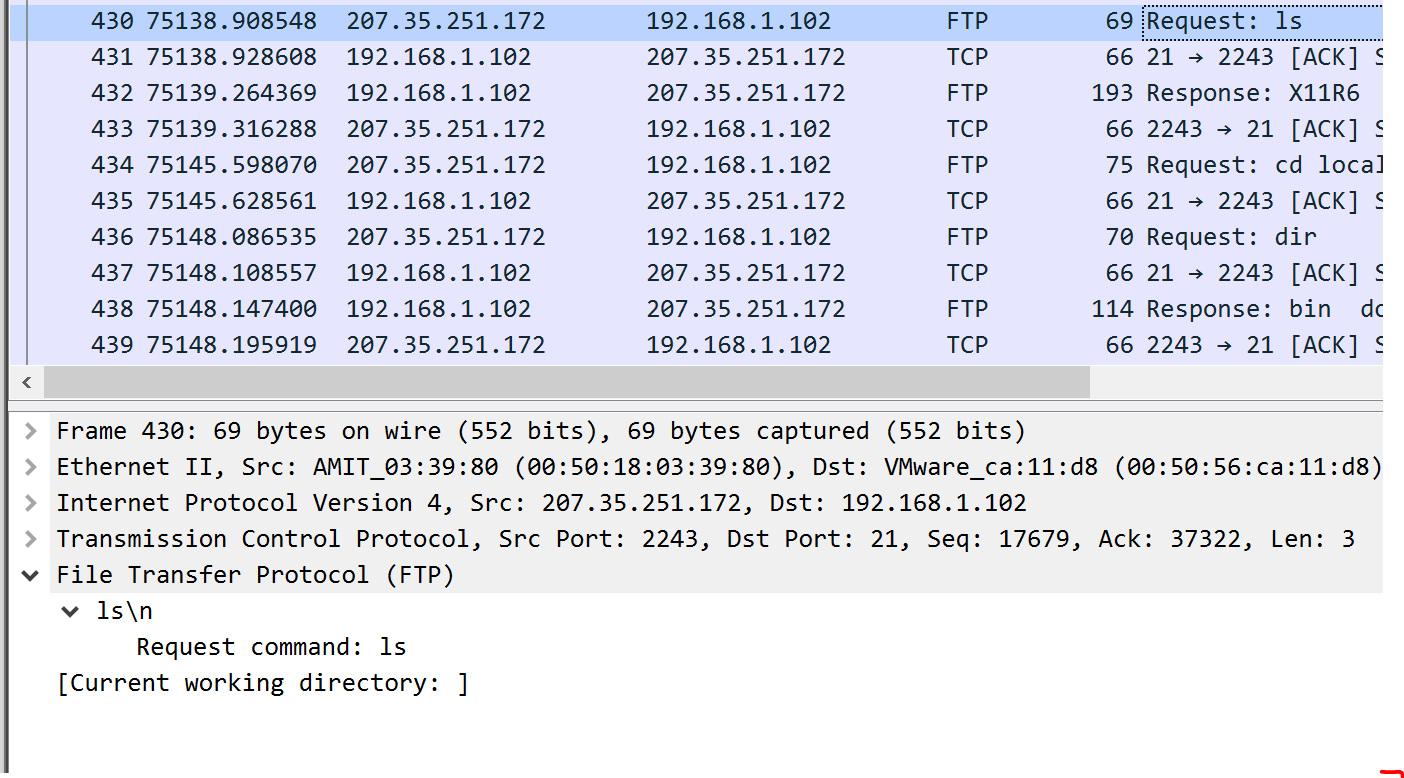 430 75138.908548 207.35.251.172 192.168.1.102 FTP 69 Request: ls
431 75138.928608 192.168.1.102 207.35.251.172 TCP 66 21 → 2243 [ACK] S
432 75139.264369 192.168.1.102 207.35.251.172 FTP 193 Response: X11R6
433 75139.316288 207.35.251.172 192.168.1.102 TCP 66 2243 → 21 [ACK] S
434 75145.598070 207.35.251.172 192.168.1.102 FTP 75 Request: cd local
435 75145.628561 192.168.1.102 207.35.251.172 TCP 66 21 → 2243 [ACK] S
436 75148.086535 207.35.251.172 192.168.1.102 FTP 70 Request: dir
437 75148.108557 192.168.1.102 207.35.251.172 TCP 66 21 → 2243 [ACK] S
438 75148.147400 192.168.1.102 207.35.251.172 FTP 114 Response: bin do
439 75148.195919 207.35.251.172 192.168.1.102 TCP 66 2243 → 21 [ACK] S
Frame 430: 69 bytes on wire (552 bits), 69 bytes captured (552 bits)
Ethernet II, Src: AMIT_03:39:80 (00:50:18:03:39:80), Dst: VMware_ca:11:d8 (00:50:56:ca:11:d8)
Internet Protocol Version 4, Src: 207.35.251.172, Dst: 192.168.1.102
Transmission Control Protocol, Src Port: 2243, Dst Port: 21, Seq: 17679, Ack: 37322, Len: 3
File Transfer Protocol (FTP)
ls\n
Request command: ls
[Current working directory: ]